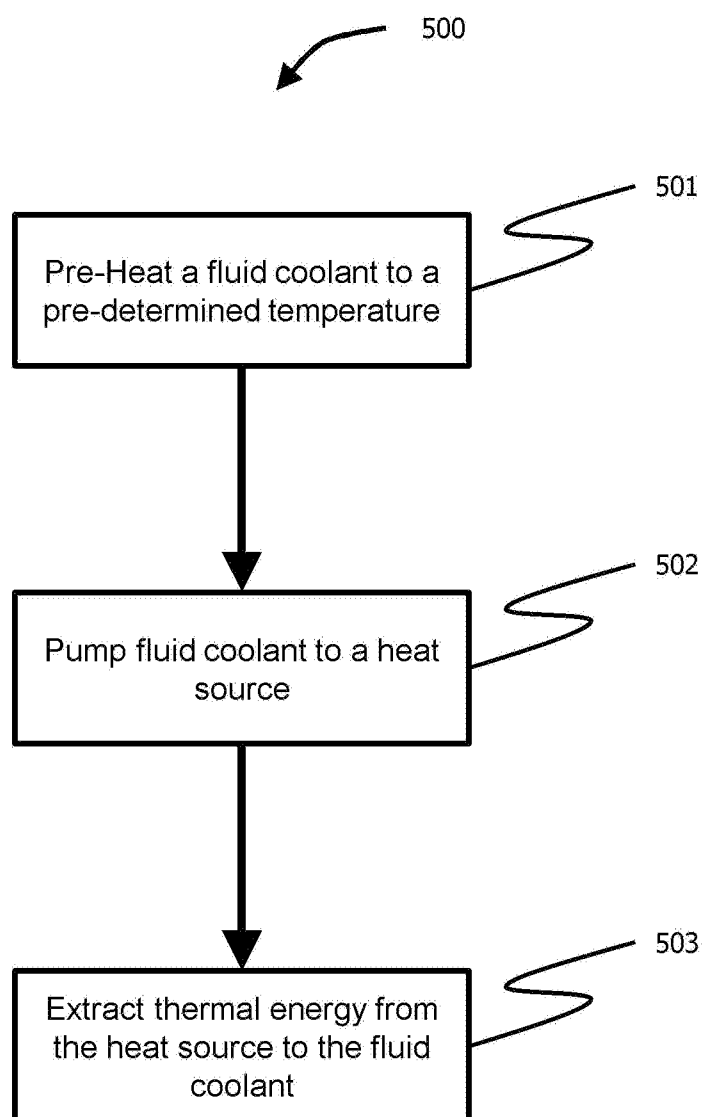 500
501
Pre-Heat a fluid coolant to a
pre-determined temperature
502
Pump fluid coolant to a heat
source
503
Extract thermal energy from
the heat source to the fluid
coolant